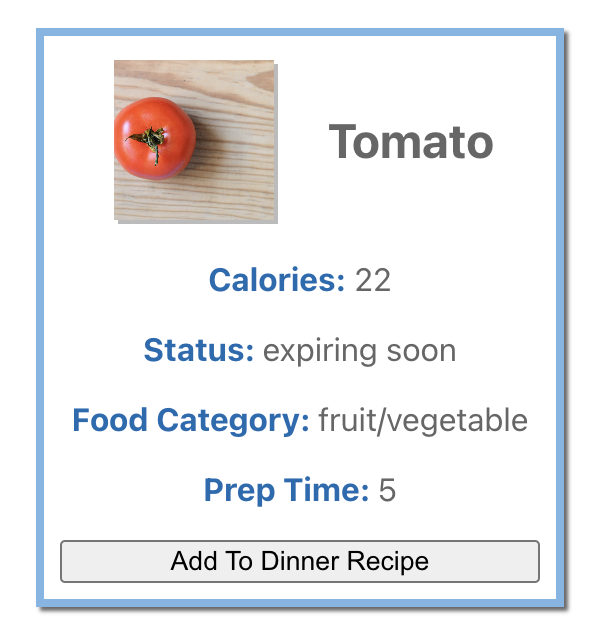 Tomato
Calories: 22
Status: expiring soon
Food Category: fruit/vegetable
Prep Time: 5
Add To Dinner Recipe